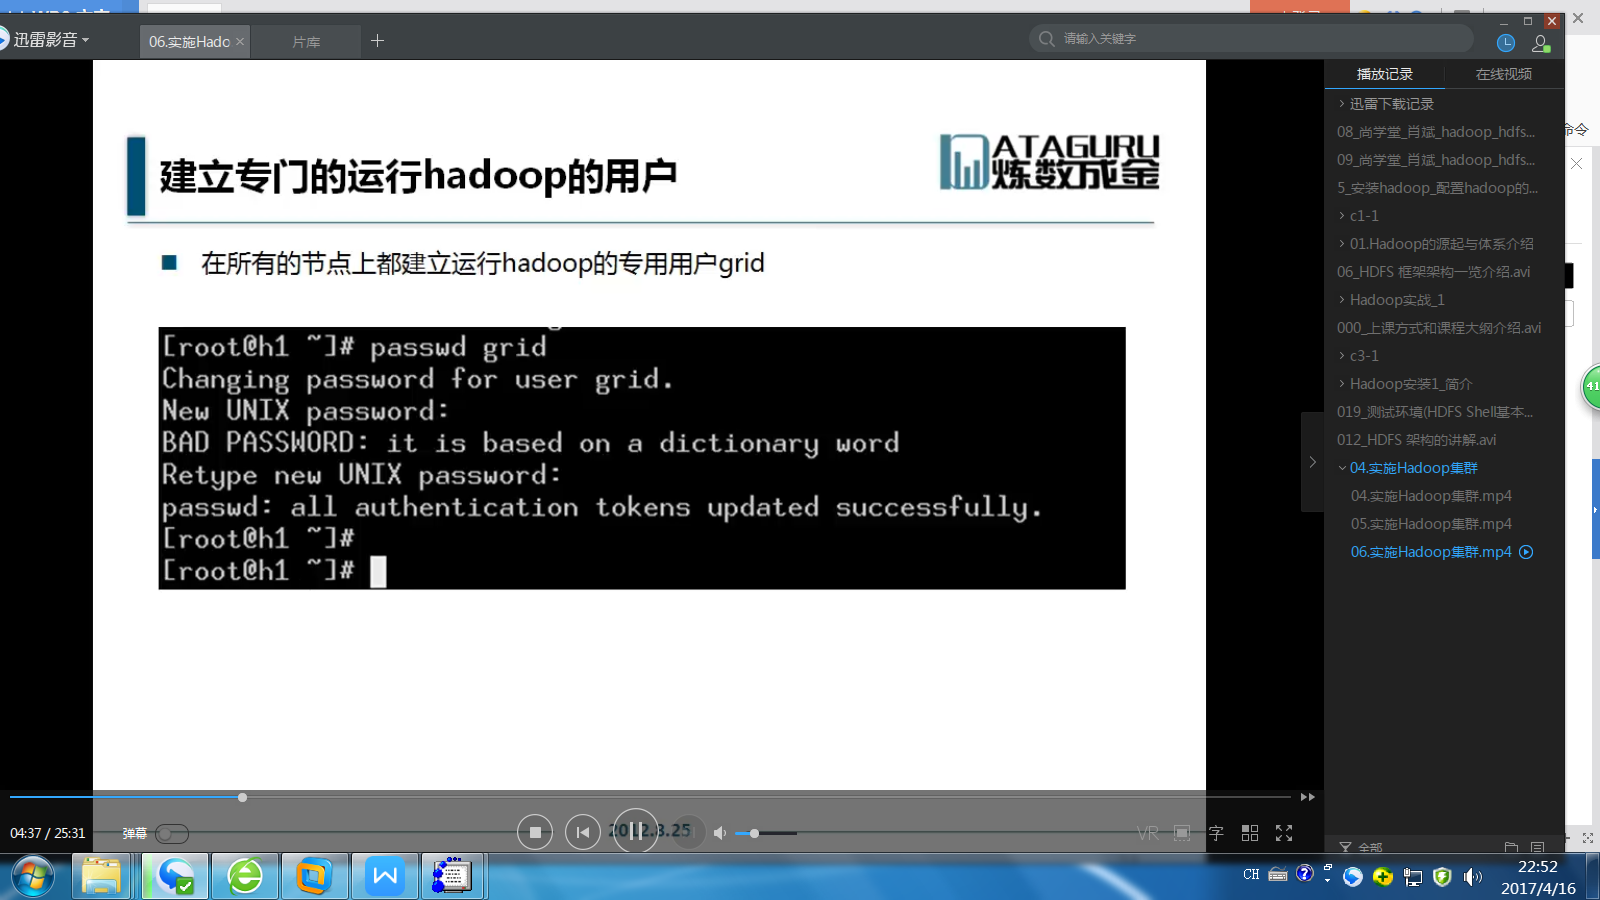 迅雷影音
06.实施Hado
片库
请输入关键字
播放记录
在线视频
迅雷下载记录
08_尚学堂_肖斌_hadoop_hdfs...
09_尚学堂_肖斌_hadoop_hdfs...
5_安装hadoop_配置hadoop的...
c1-1
01.Hadoop的源起与体系介绍
06_HDFS 框架架构一览介绍.avi
Hadoop实战_1
000_上课方式和课程大纲介绍.avi
c3-1
Hadoop安装1_简介
019_测试环境(HDFS Shell基本...
012_HDFS 架构的讲解.avi
04.实施Hadoop集群
04.实施Hadoop集群.mp4
05.实施Hadoop集群.mp4
06.实施Hadoop集群.mp4
全部
命令
41
建立专门的运行hadoop的用户
ATAGURU
炼数成金
在所有的节点上都建立运行hadoop的专用用户grid
[root@h1 ~]# passwd grid
Changing password for user grid.
New UNIX password:
BAD PASSWORD: it is based on a dictionary word
Retype new UNIX password:
passwd: all authentication tokens updated successfully.
[root@h1 ~]#
[root@h1 ~]#
04:37 / 25:31
弹幕
2012.8.25
VR
字
CH
22:52
2017/4/16